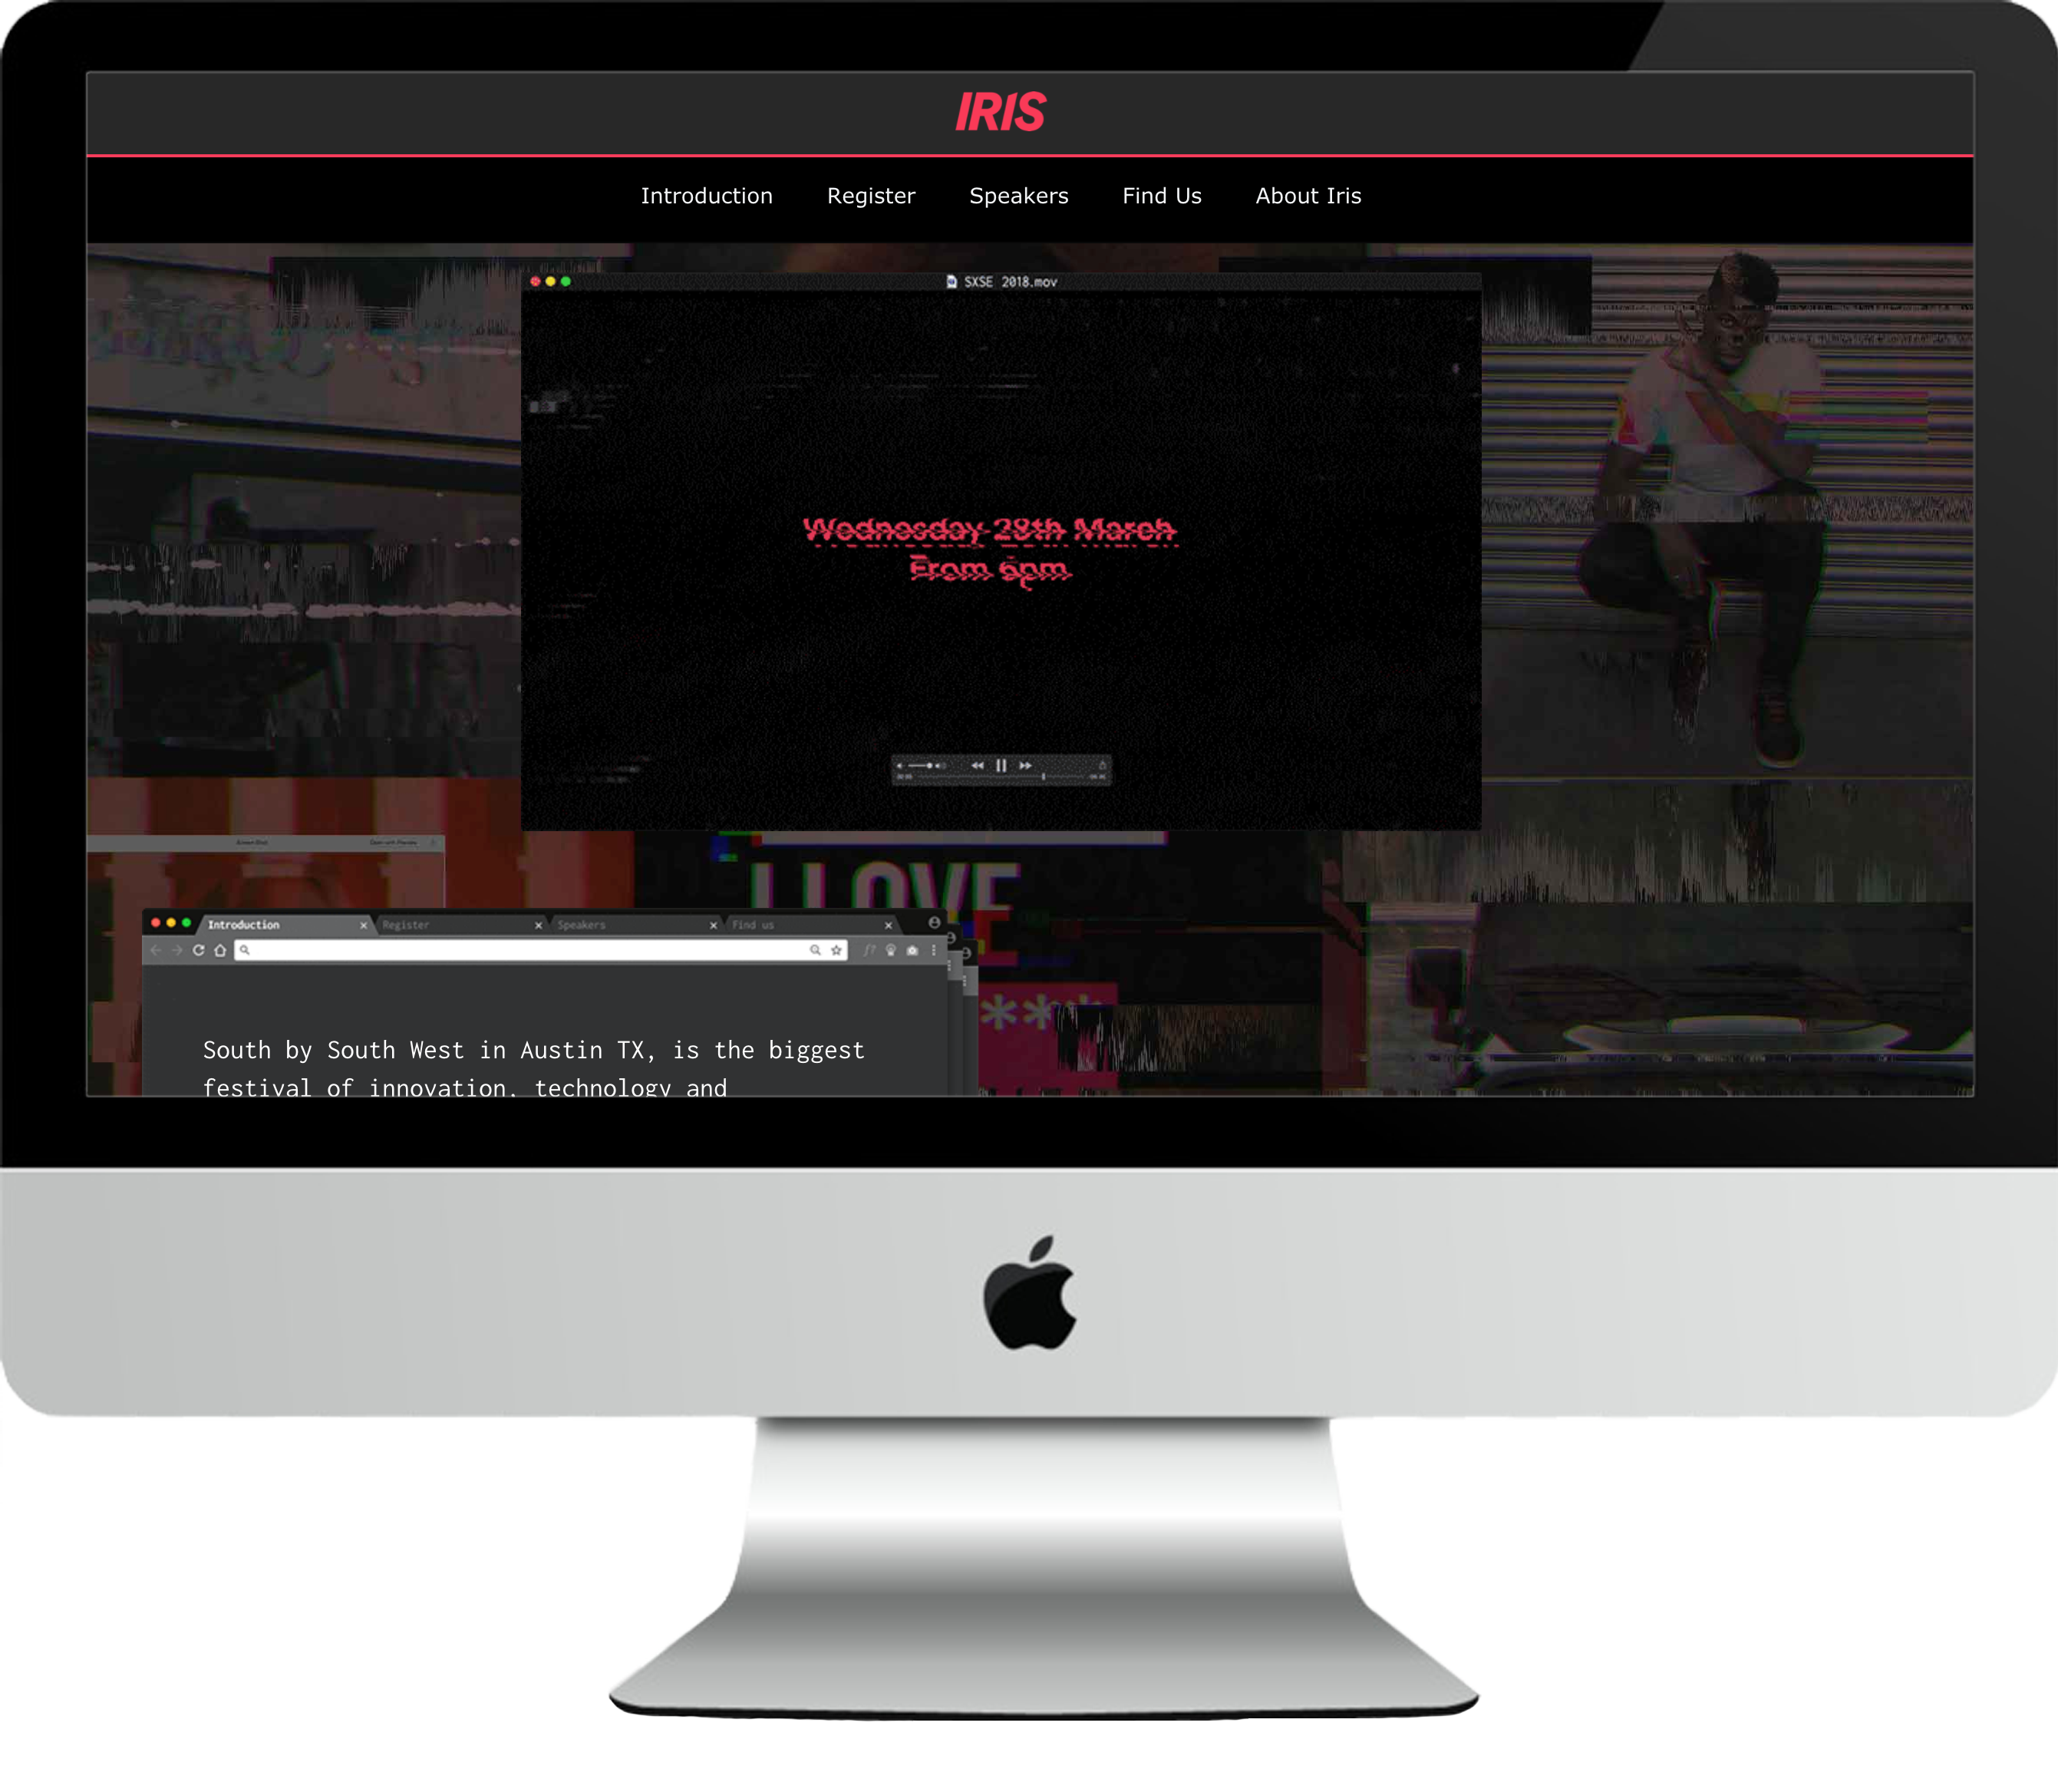 IRIS
Introduction Register Speakers Find Us About Iris
SXSE 2018.mov
Wednesday 28th March
From 6pm
I LOVE
***
Introduction Register Speakers Find us
South by South West in Austin TX, is the biggest
festival of innovation, technology and